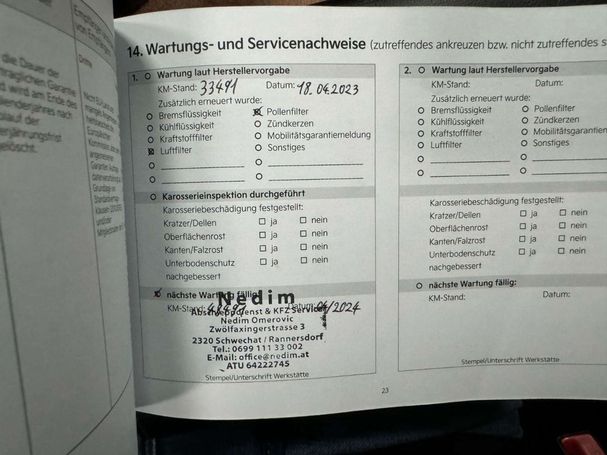 14. Wartungs- und Servicenachweise (zutreffendes ankreuzen bzw. nicht zutreffendes s
1. Wartung laut Herstellervorgabe
KM-Stand: 33491 Datum: 18.04.2023
Zusätzlich erneuert wurde:
Bremsflüssigkeit Pollenfilter
Kühlflüssigkeit Zündkerzen
Kraftstofffilter Mobilitätsgarantiemeldung
Luftfilter Sonstiges
Karosserieinspektion durchgeführt
Karosseriebeschädigung festgestellt:
Kratzer/Dellen ja nein
Oberflächenrost ja nein
Kanten/Falzrost ja nein
Unterbodenschutz ja nein
nachgebessert
nächste Wartung fällig:
KM-Stand: Datum: 04/2024
Nedim
Abschleppdienst & KFZ Service
Nedim Omerovic
Zwölfaxingerstrasse 3
2320 Schwechat / Rannersdorf
Tel.: 0699 111 33 002
E-Mail: office@nedim.at
ATU 64222745
Stempel/Unterschrift Werkstätte
2. Wartung laut Herstellervorgabe
KM-Stand: Datum:
Zusätzlich erneuert wurde:
Bremsflüssigkeit Pollenfilter
Kühlflüssigkeit Zündkerzen
Kraftstofffilter Mobilitätsgarantiemeldun
Luftfilter Sonstiges
Karosseriebeschädigung festgestellt:
Kratzer/Dellen ja nein
Oberflächenrost ja nein
Kanten/Falzrost ja nein
Unterbodenschutz ja nein
nachgebessert
nächste Wartung fällig:
KM-Stand: Datum:
Stempel/Unterschrift Werkstätte
23